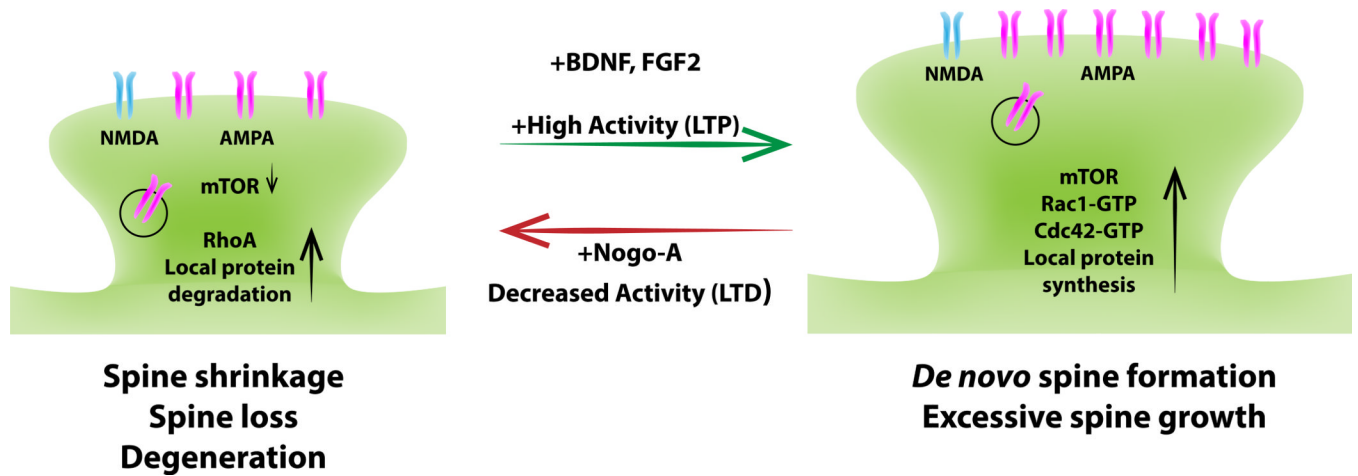 NMDA
AMPA
mTOR
RhoA
Local protein
degradation
Spine shrinkage
Spine loss
Degeneration
+BDNF, FGF2
+High Activity (LTP)
+Nogo-A
Decreased Activity (LTD)
NMDA
AMPA
mTOR
Rac1-GTP
Cdc42-GTP
Local protein
synthesis
De novo spine formation
Excessive spine growth